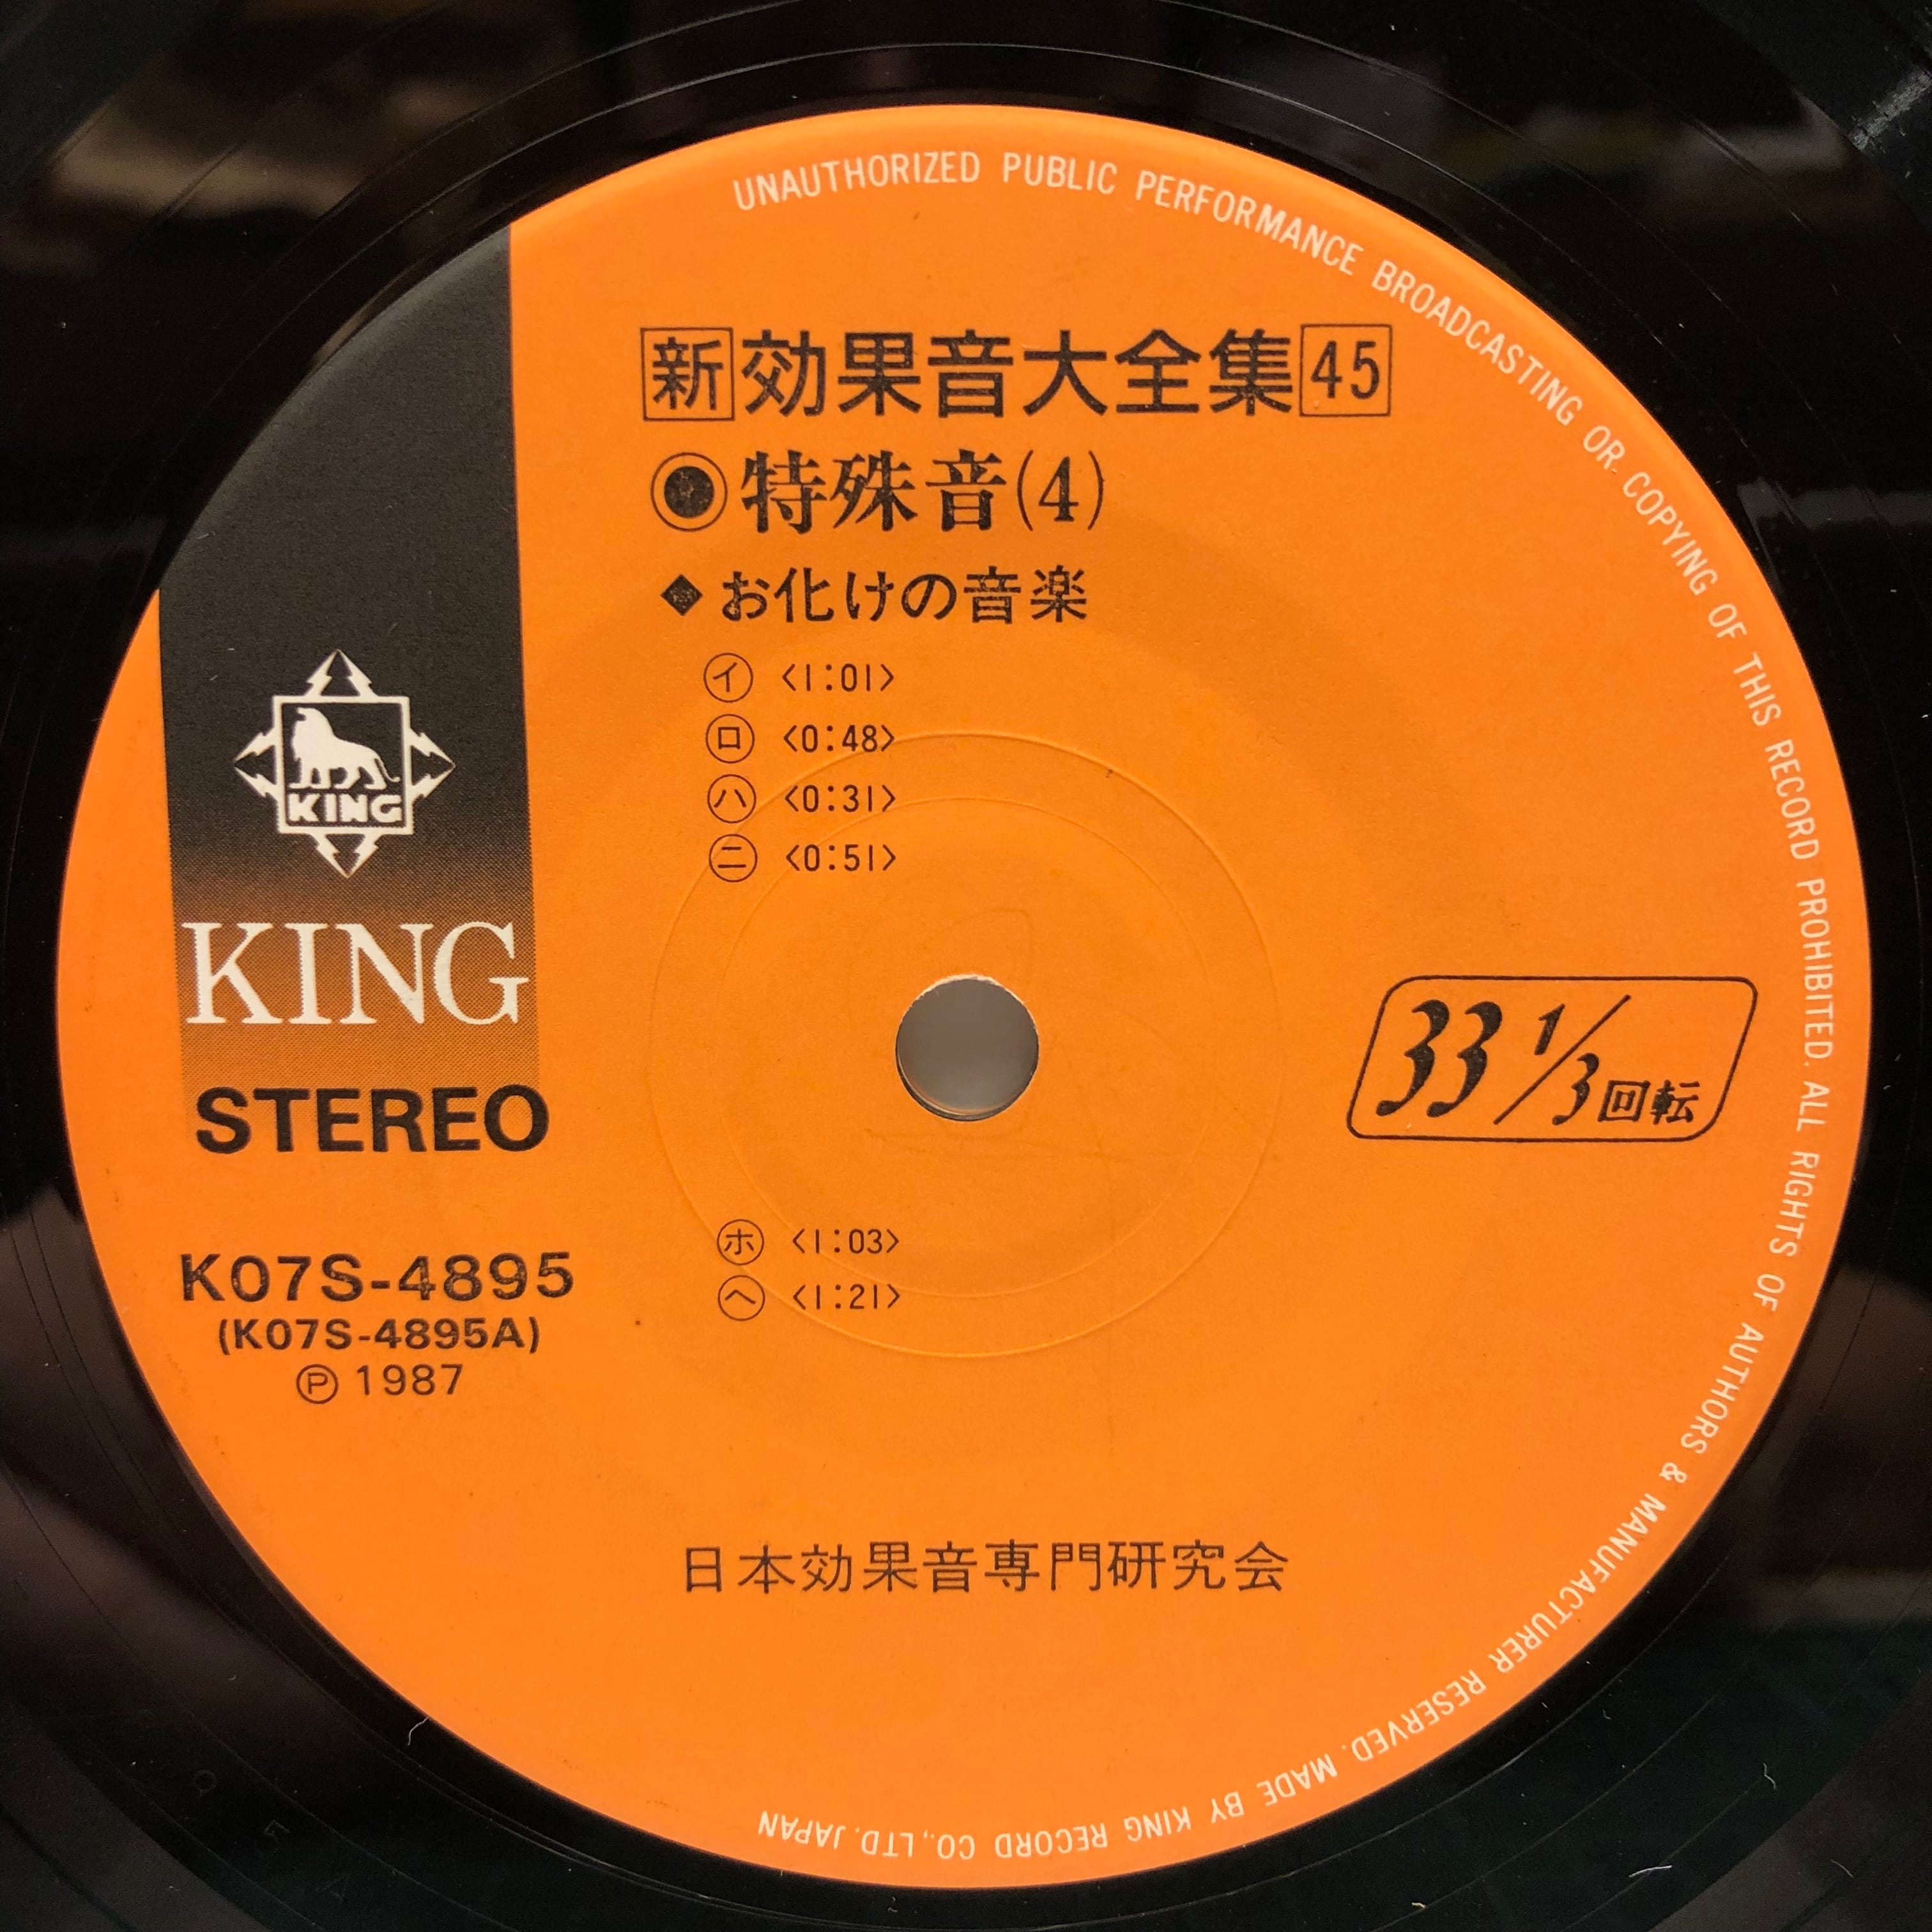 UNAUTHORIZED PUBLIC PERFORMANCE BROADCASTING OR COPYING OF THIS RECORD PROHIBITED. ALL RIGHTS OF AUTHORS & MANUFACTURER RESERVED. MADE BY KING RECORD CO.,LTD. JAPAN
新効果音大全集45
◉特殊音(4)
◆お化けの音楽
㋑ <1:01>
㋺ <0:48>
㋩ <0:31>
㋥ <0:51>
KING
KING
STEREO
33 1/3回転
㋭ <1:03>
㋬ <1:21>
K07S-4895
(K07S-4895A)
Ⓟ 1987
日本効果音専門研究会